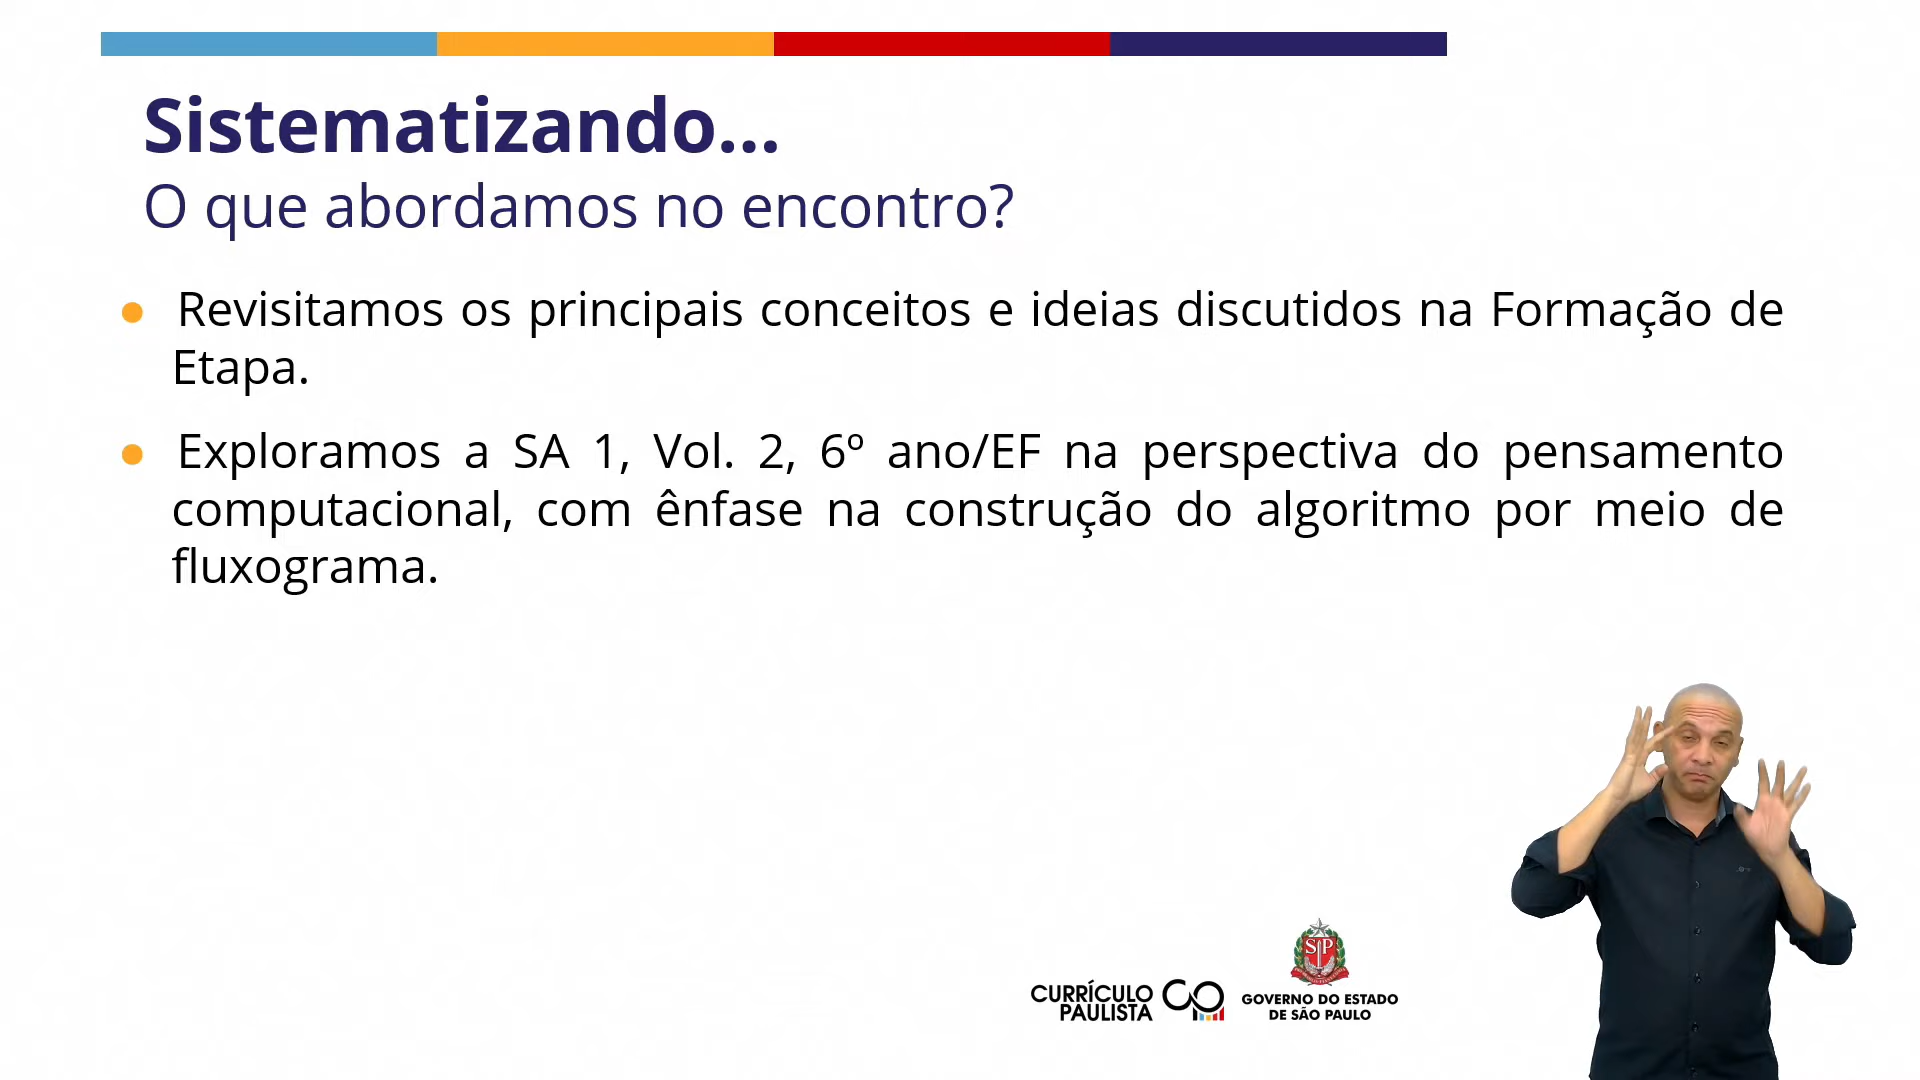 Sistematizando...
O que abordamos no encontro?
● Revisitamos os principais conceitos e ideias discutidos na Formação de
Etapa.
● Exploramos a SA 1, Vol. 2, 6º ano/EF na perspectiva do pensamento
computacional, com ênfase na construção do algoritmo por meio de
fluxograma.
SP
CURRÍCULO
PAULISTA
GOVERNO DO ESTADO
DE SÃO PAULO